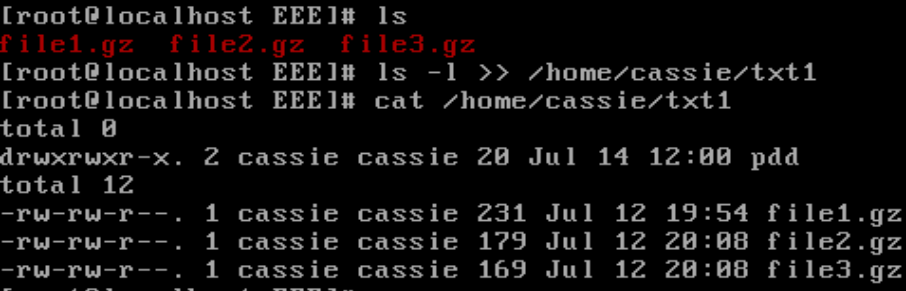 [root@localhost EEE]# ls
file1.gz  file2.gz  file3.gz
[root@localhost EEE]# ls -l >> /home/cassie/txt1
[root@localhost EEE]# cat /home/cassie/txt1
total 0
drwxrwxr-x. 2 cassie cassie 20 Jul 14 12:00 pdd
total 12
-rw-rw-r--. 1 cassie cassie 231 Jul 12 19:54 file1.gz
-rw-rw-r--. 1 cassie cassie 179 Jul 12 20:08 file2.gz
-rw-rw-r--. 1 cassie cassie 169 Jul 12 20:08 file3.gz